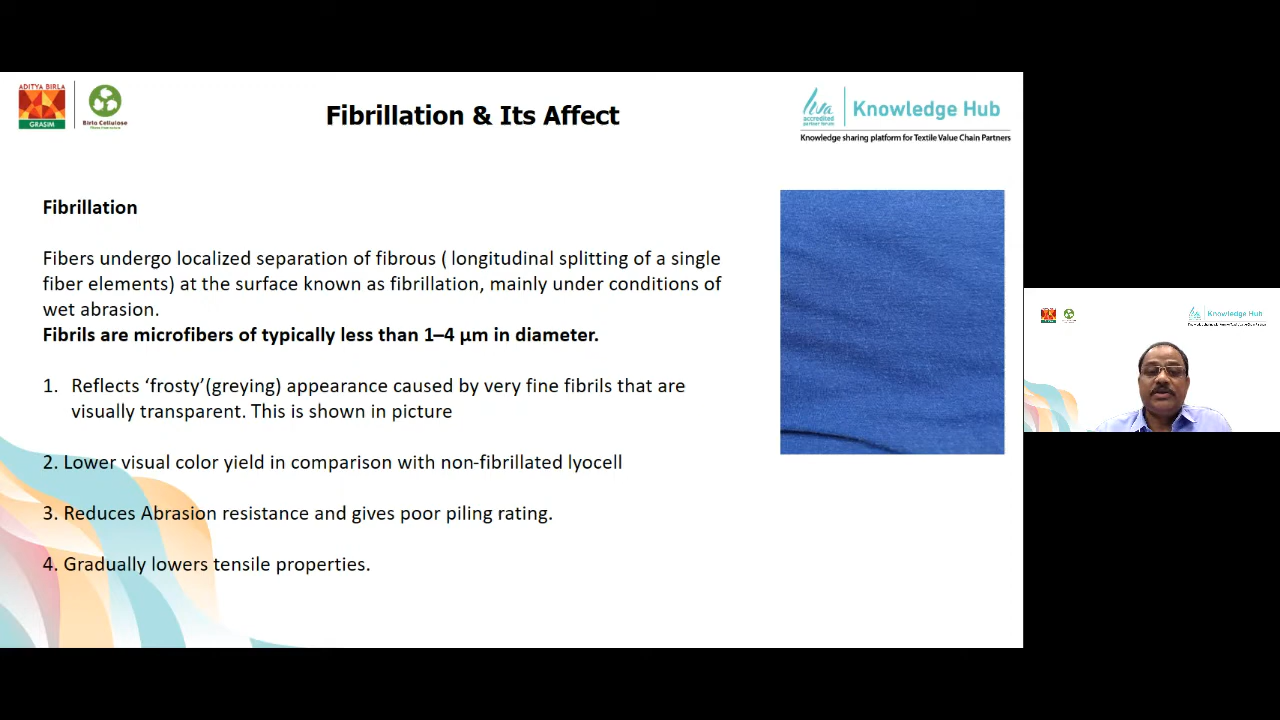 ADITYA BIRLA
GRASIM
Birla Cellulose
Fibrillation & Its Affect
liva
accredited
partner forum
Knowledge Hub
Knowledge sharing platform for Textile Value Chain Partners
Fibrillation
Fibers undergo localized separation of fibrous ( longitudinal splitting of a single
fiber elements) at the surface known as fibrillation, mainly under conditions of
wet abrasion.
Fibrils are microfibers of typically less than 1–4 µm in diameter.
1. Reflects ‘frosty’(greying) appearance caused by very fine fibrils that are
visually transparent. This is shown in picture
2. Lower visual color yield in comparison with non-fibrillated lyocell
3. Reduces Abrasion resistance and gives poor piling rating.
4. Gradually lowers tensile properties.
Knowledge Hub